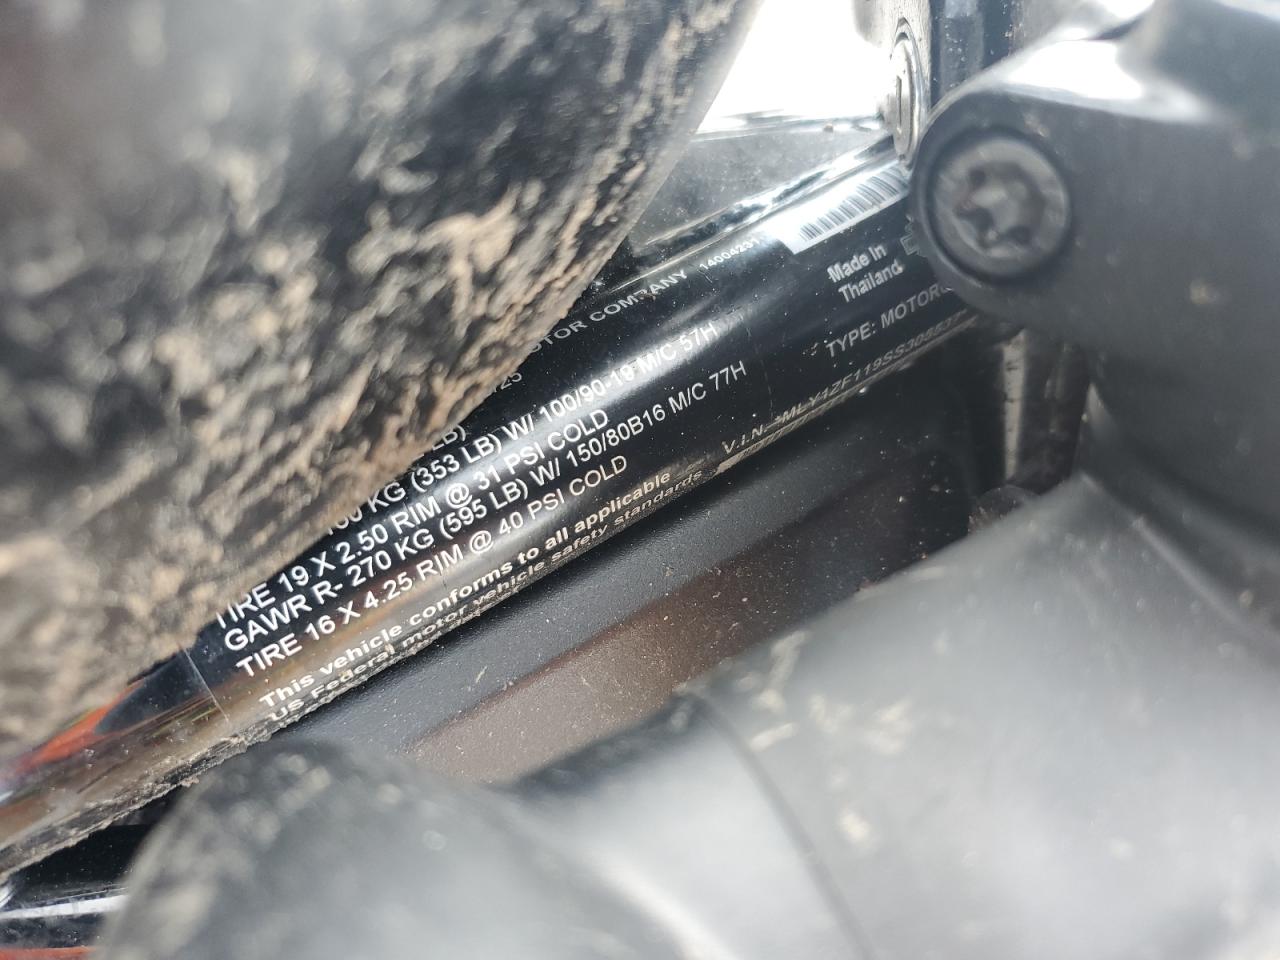 TOR COMPANY
Made in
Thailand
TYPE: MOTORC
25
LB)
KG (353 LB) W/ 100/90-19 M/C 57H
TIRE 19 X 2.50 RIM @ 31 PSI COLD
GAWR R- 270 KG (595 LB) W/ 150/80B16 M/C 77H
TIRE 16 X 4.25 RIM @ 40 PSI COLD
This vehicle conforms to all applicable
US Federal motor vehicle safety standards
V.I.N.